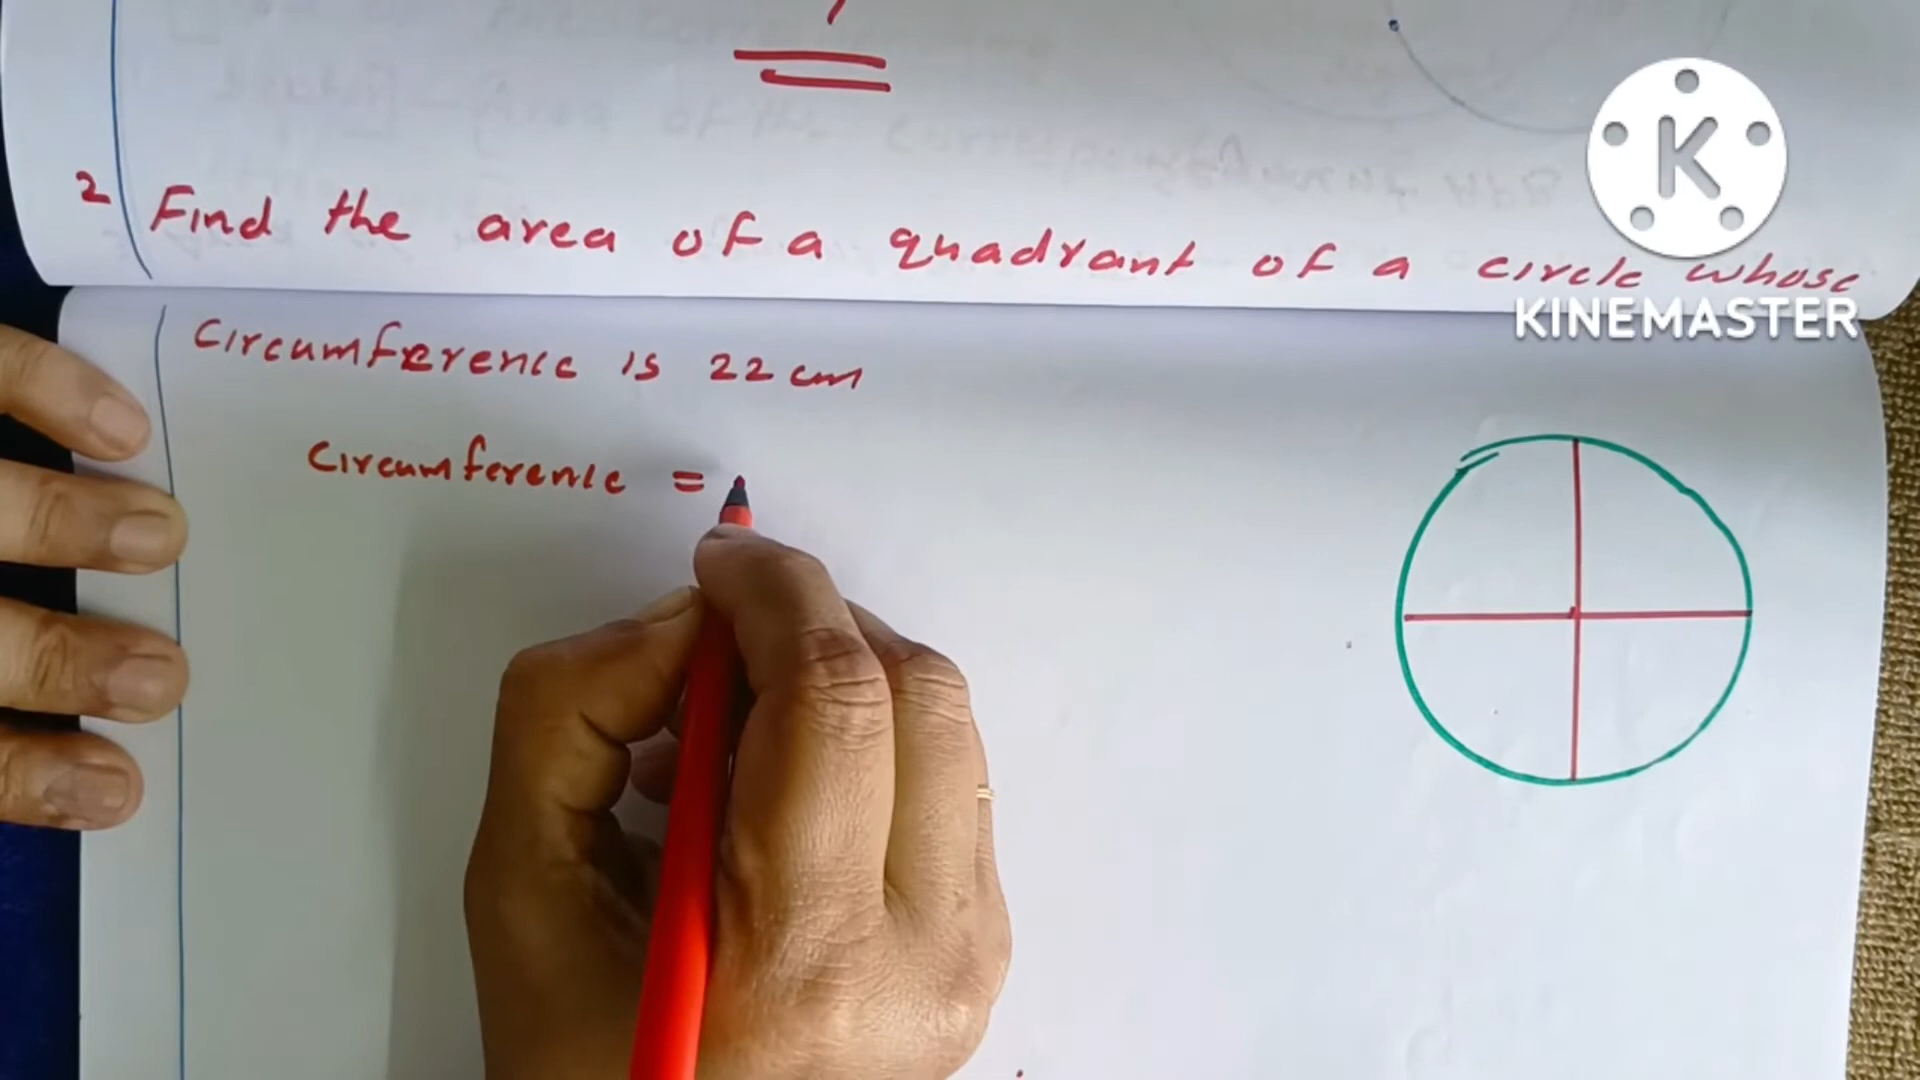 2 Find the area of a quadrant of a circle whose
K
KINEMASTER
Circumference is 22 cm
Circumference =